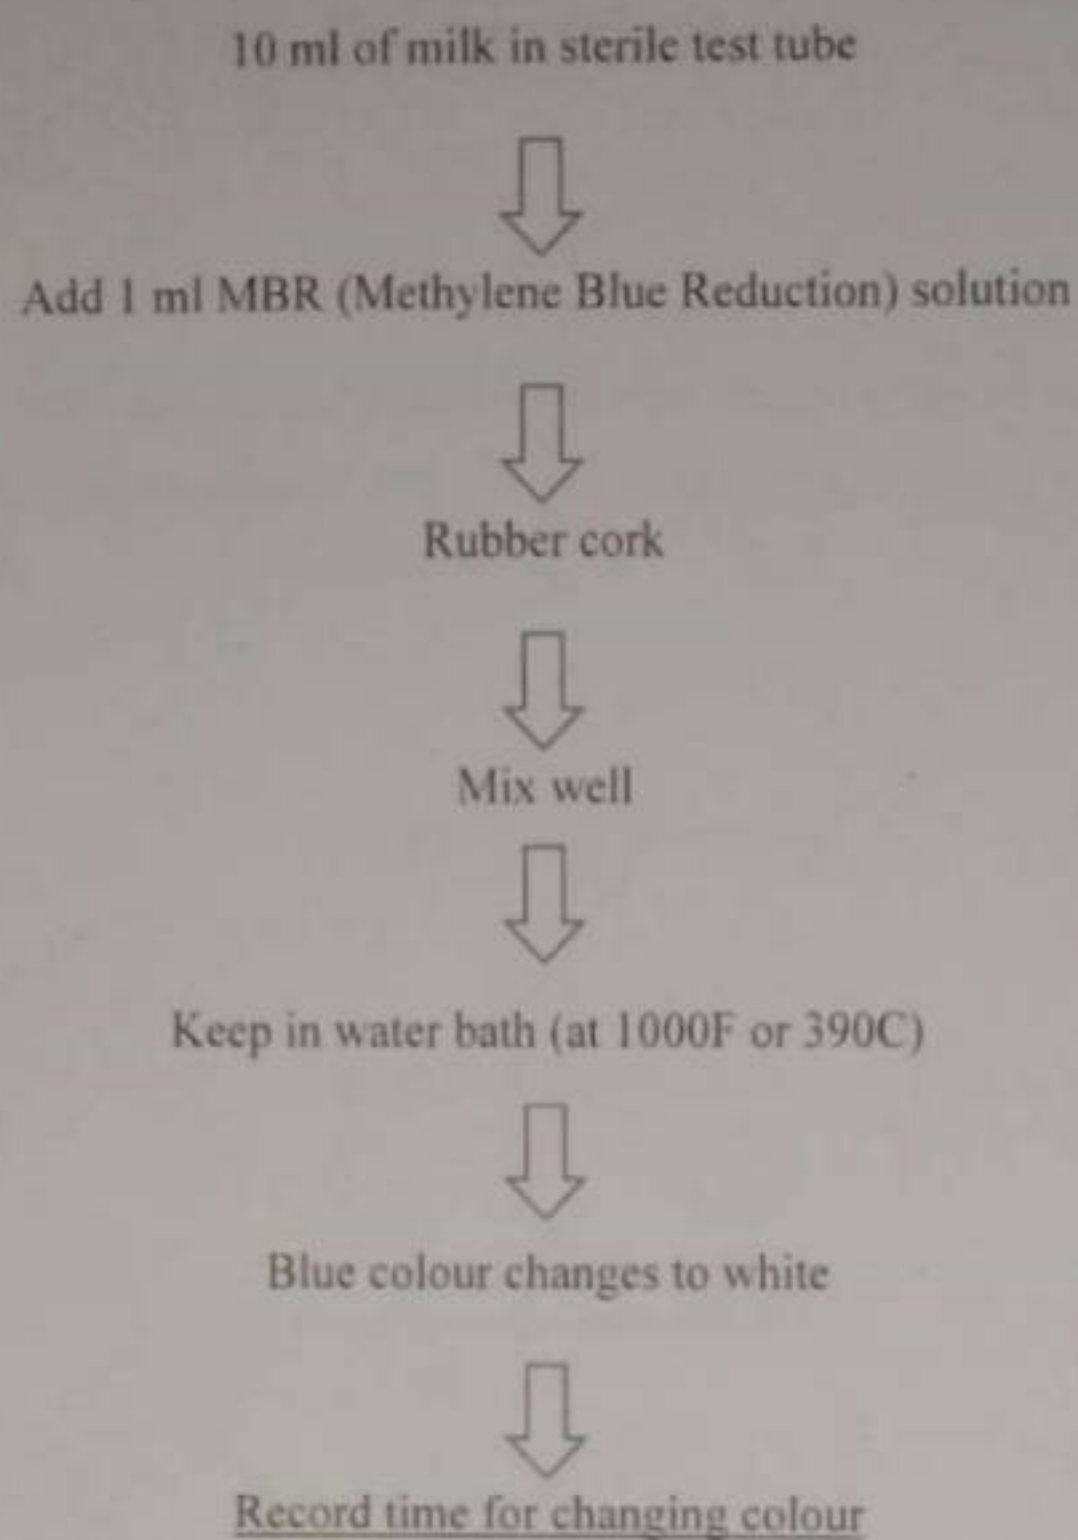 10 ml of milk in sterile test tube
Add 1 ml MBR (Methylene Blue Reduction) solution
Rubber cork
Mix well
Keep in water bath (at 1000F or 390C)
Blue colour changes to white
Record time for changing colour